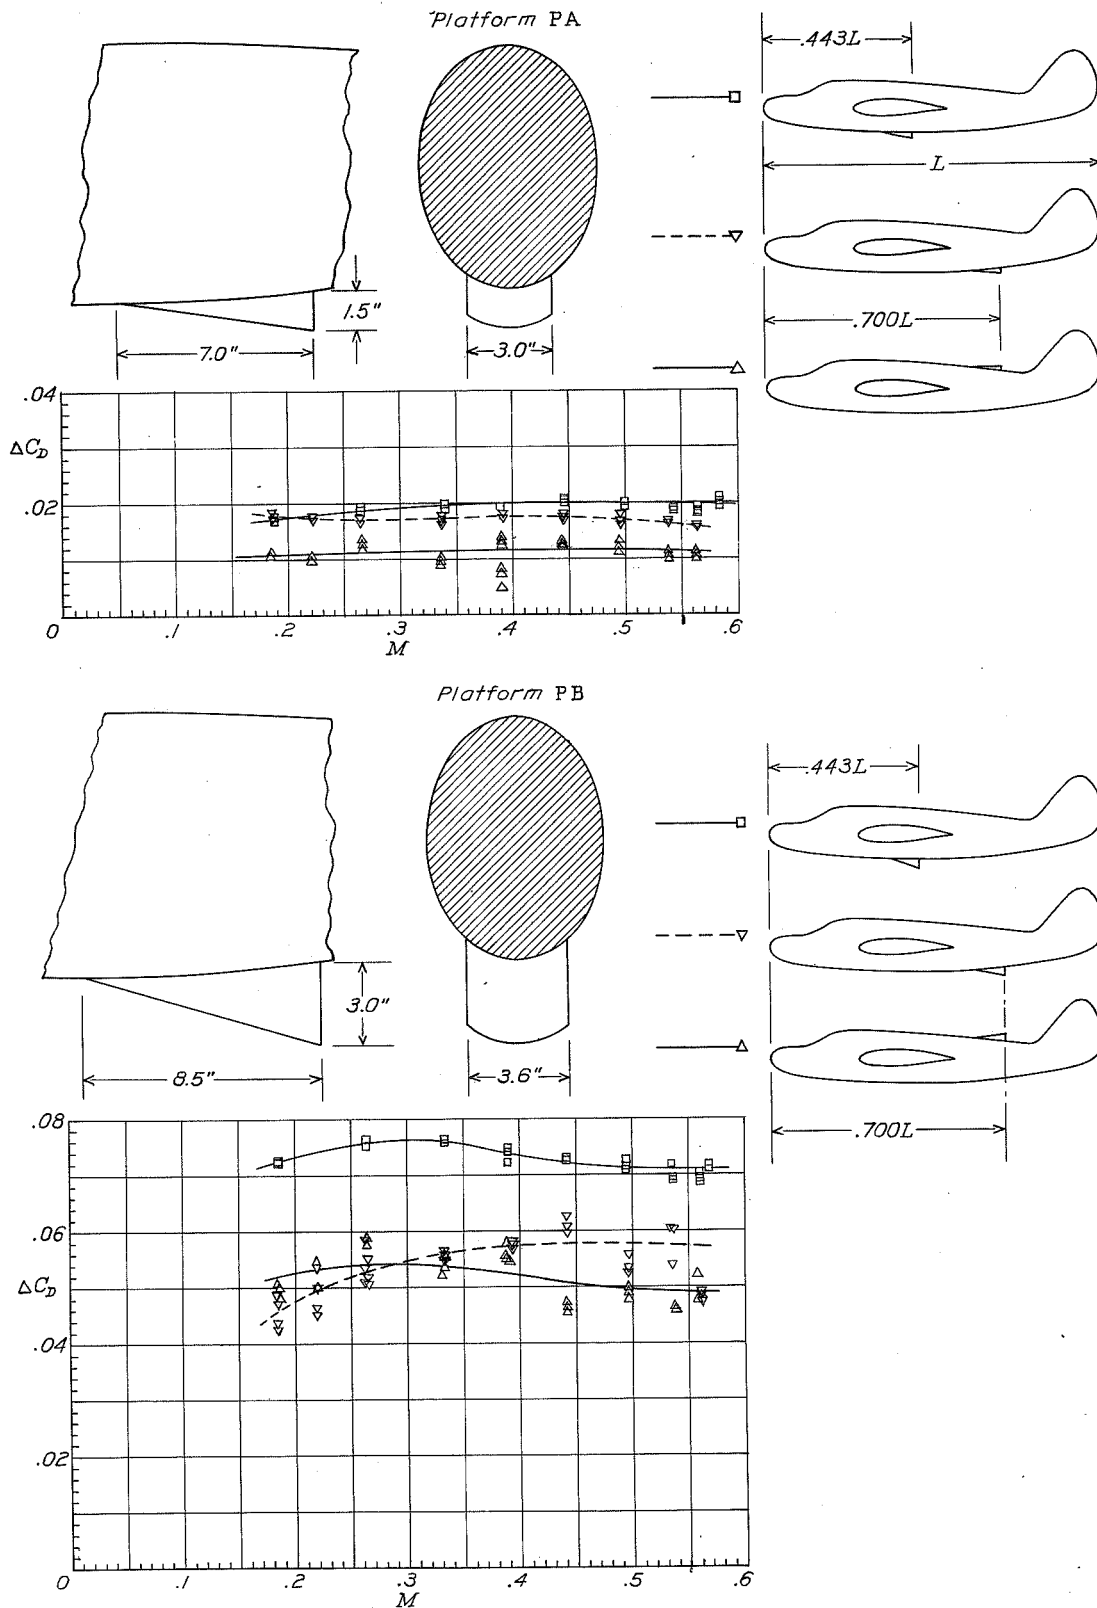 Platform PA
.443L
L
1.5"
7.0"
3.0"
.700L
.04
ΔC_D
.02
0 .1 .2 .3 .4 .5 .6
M
Platform PB
.443L
3.0"
8.5"
3.6"
.700L
.08
.06
ΔC_D
.04
.02
0 .1 .2 .3 .4 .5 .6
M